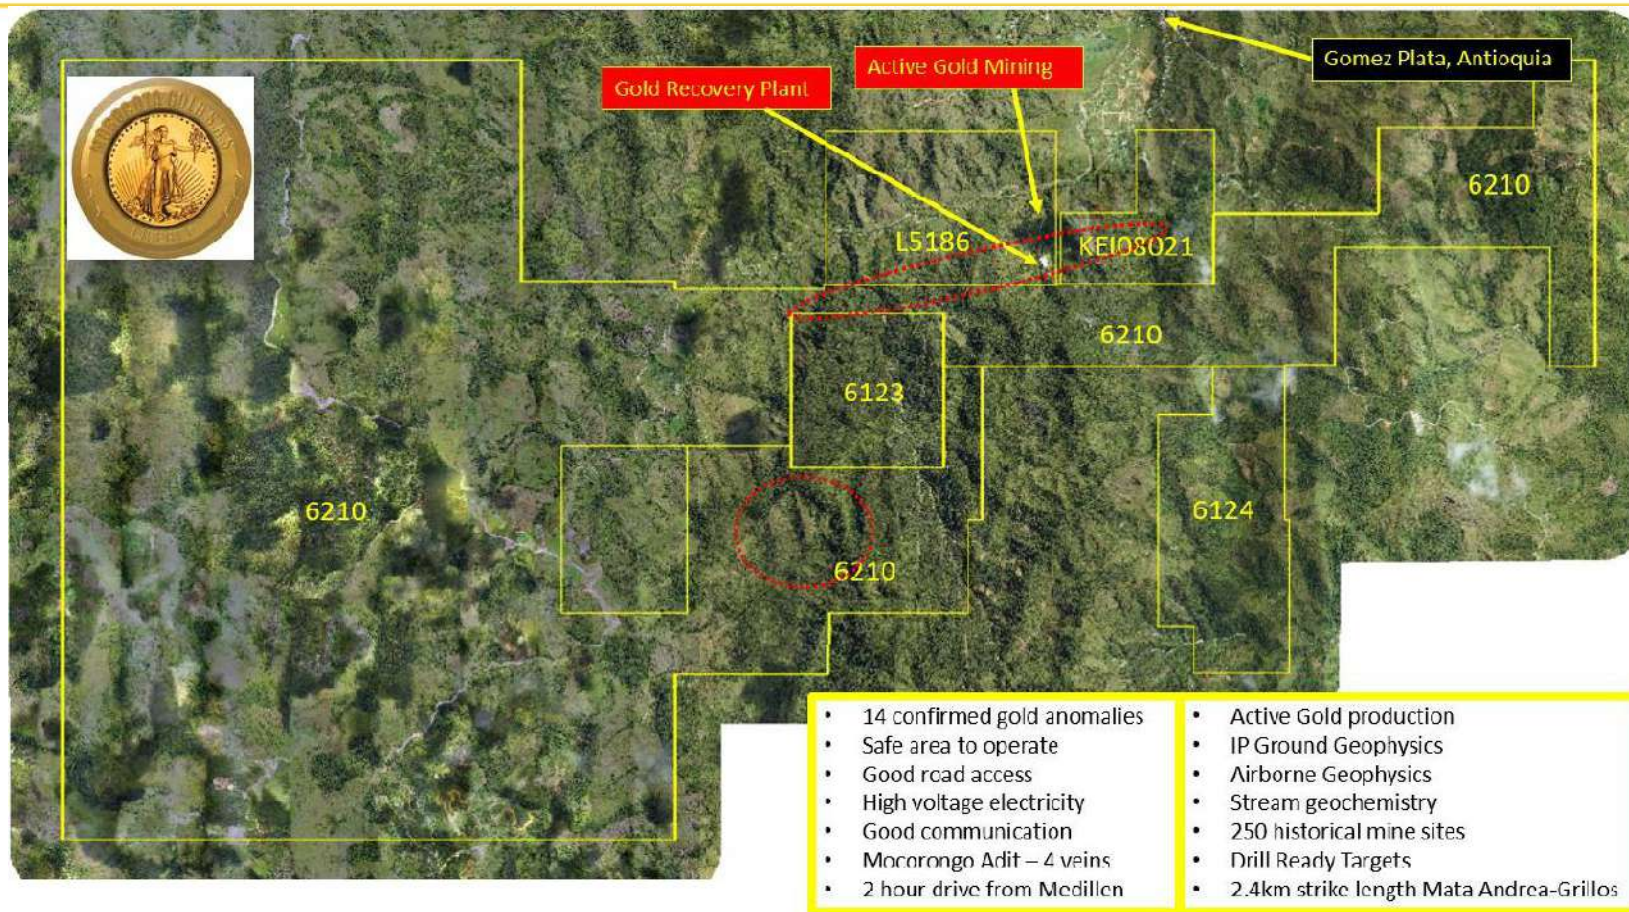 Gomez Plata, Antioquia
Active Gold Mining
Gold Recovery Plant
6210
L5186
KEI08021
6210
6123
6210
6124
6210
• 14 confirmed gold anomalies
• Safe area to operate
• Good road access
• High voltage electricity
• Good communication
• Mocorongo Adit – 4 veins
• 2 hour drive from Medillen
• Active Gold production
• IP Ground Geophysics
• Airborne Geophysics
• Stream geochemistry
• 250 historical mine sites
• Drill Ready Targets
• 2.4km strike length Mata Andrea-Grillos